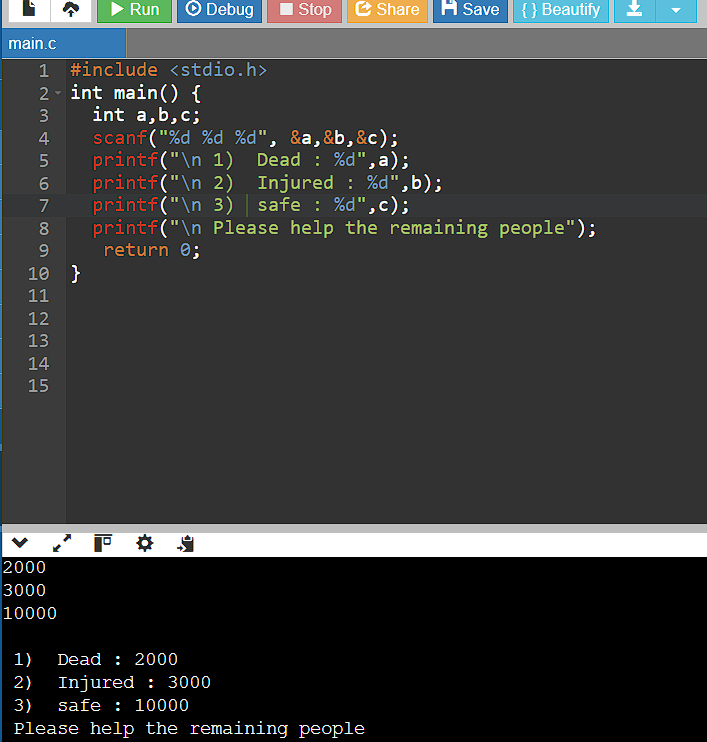 Run Debug Stop Share Save { } Beautify
main.c
1 #include <stdio.h>
2 int main() {
3 int a,b,c;
4 scanf("%d %d %d", &a,&b,&c);
5 printf("\n 1)  Dead : %d",a);
6 printf("\n 2)  Injured : %d",b);
7 printf("\n 3)  safe : %d",c);
8 printf("\n Please help the remaining people");
9 return 0;
10 }
11
12
13
14
15
2000
3000
10000
1)  Dead : 2000
2)  Injured : 3000
3)  safe : 10000
Please help the remaining people